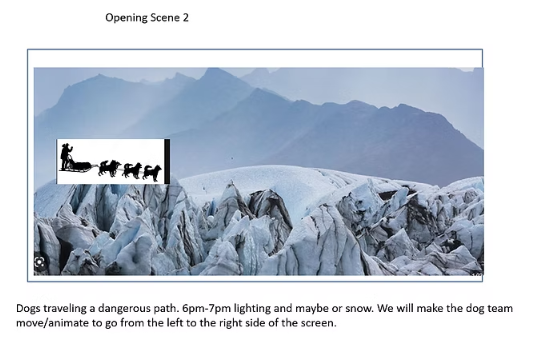 Opening Scene 2
Dogs traveling a dangerous path. 6pm-7pm lighting and maybe or snow. We will make the dog team
move/animate to go from the left to the right side of the screen.